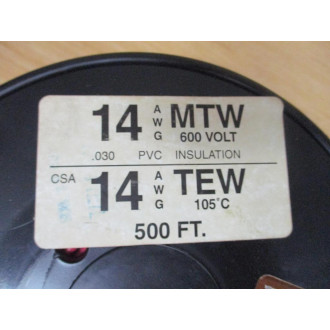 14 AWG MTW
600 VOLT
.030 PVC INSULATION
CSA
14 AWG TEW
105°C
500 FT.